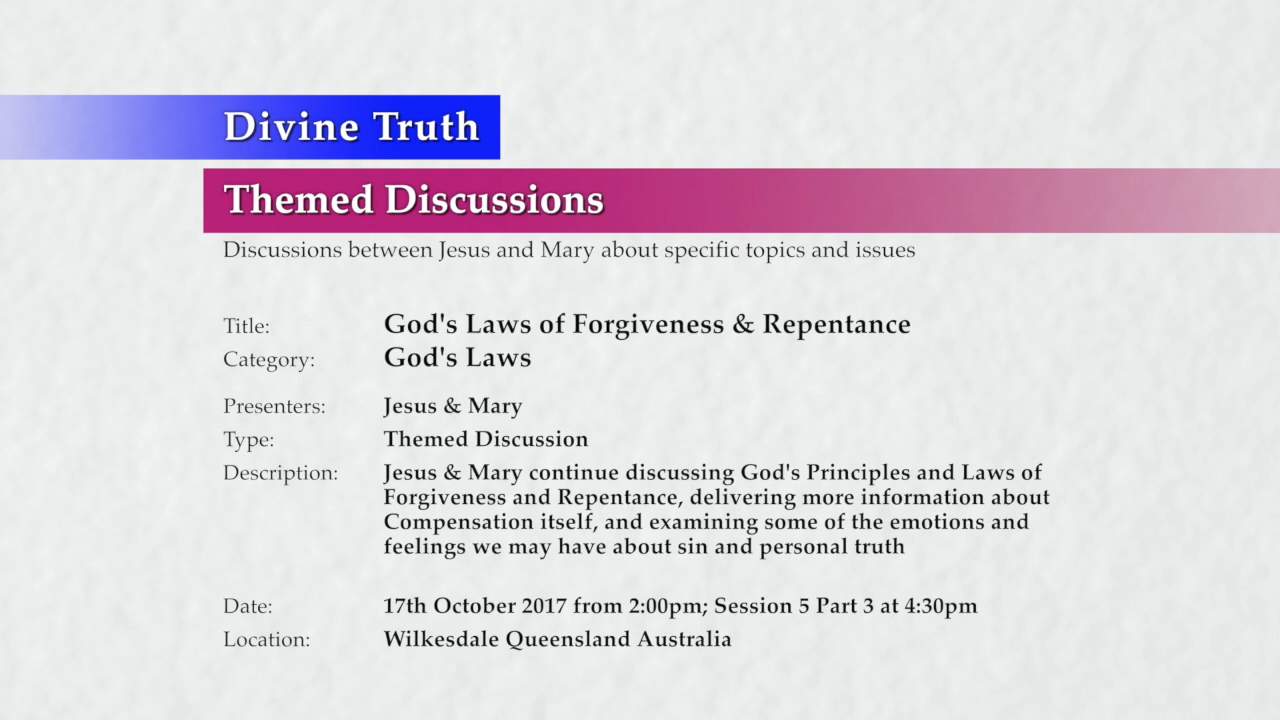 Divine Truth
Themed Discussions
Discussions between Jesus and Mary about specific topics and issues
Title: God's Laws of Forgiveness & Repentance
Category: God's Laws
Presenters: Jesus & Mary
Type: Themed Discussion
Description: Jesus & Mary continue discussing God's Principles and Laws of
Forgiveness and Repentance, delivering more information about
Compensation itself, and examining some of the emotions and
feelings we may have about sin and personal truth
Date: 17th October 2017 from 2:00pm; Session 5 Part 3 at 4:30pm
Location: Wilkesdale Queensland Australia